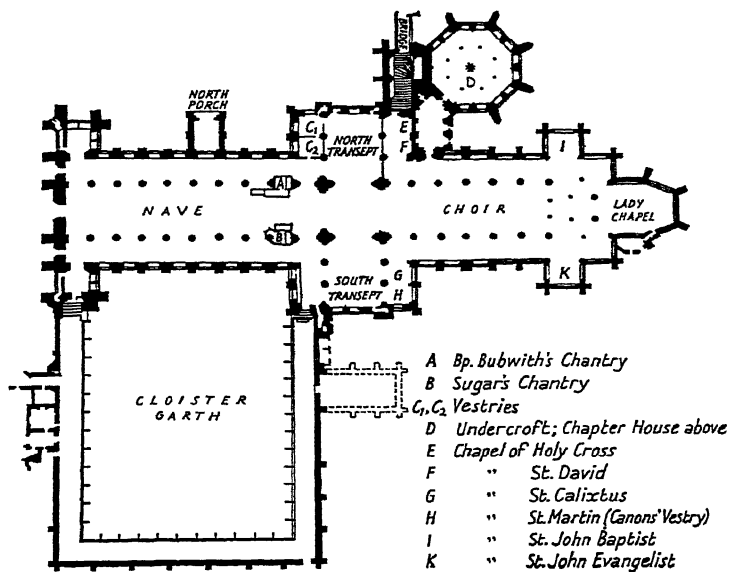 BRIDGE
D
NORTH
PORCH
C1
C2
NORTH
TRANSEPT
E
F
I
A
NAVE
CHOIR
LADY
CHAPEL
B
SOUTH
TRANSEPT
G
H
K
CLOISTER
GARTH
A Bp. Bubwith's Chantry
B Sugar's Chantry
C1, C2 Vestries
D Undercroft; Chapter House above
E Chapel of Holy Cross
F " St. David
G " St. Calixtus
H " St. Martin (Canons' Vestry)
I " St. John Baptist
K " St. John Evangelist